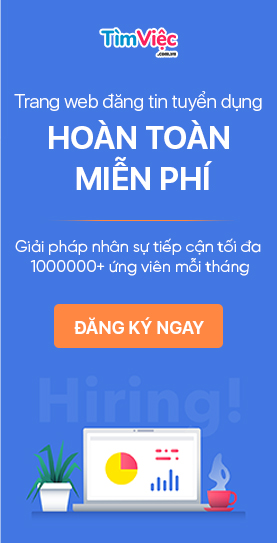 TìmViệc
.com.vn
Trang web đăng tin tuyển dụng
HOÀN TOÀN
MIỄN PHÍ
Giải pháp nhân sự tiếp cận tối đa
1000000+ ứng viên mỗi tháng
ĐĂNG KÝ NGAY
Hiring!